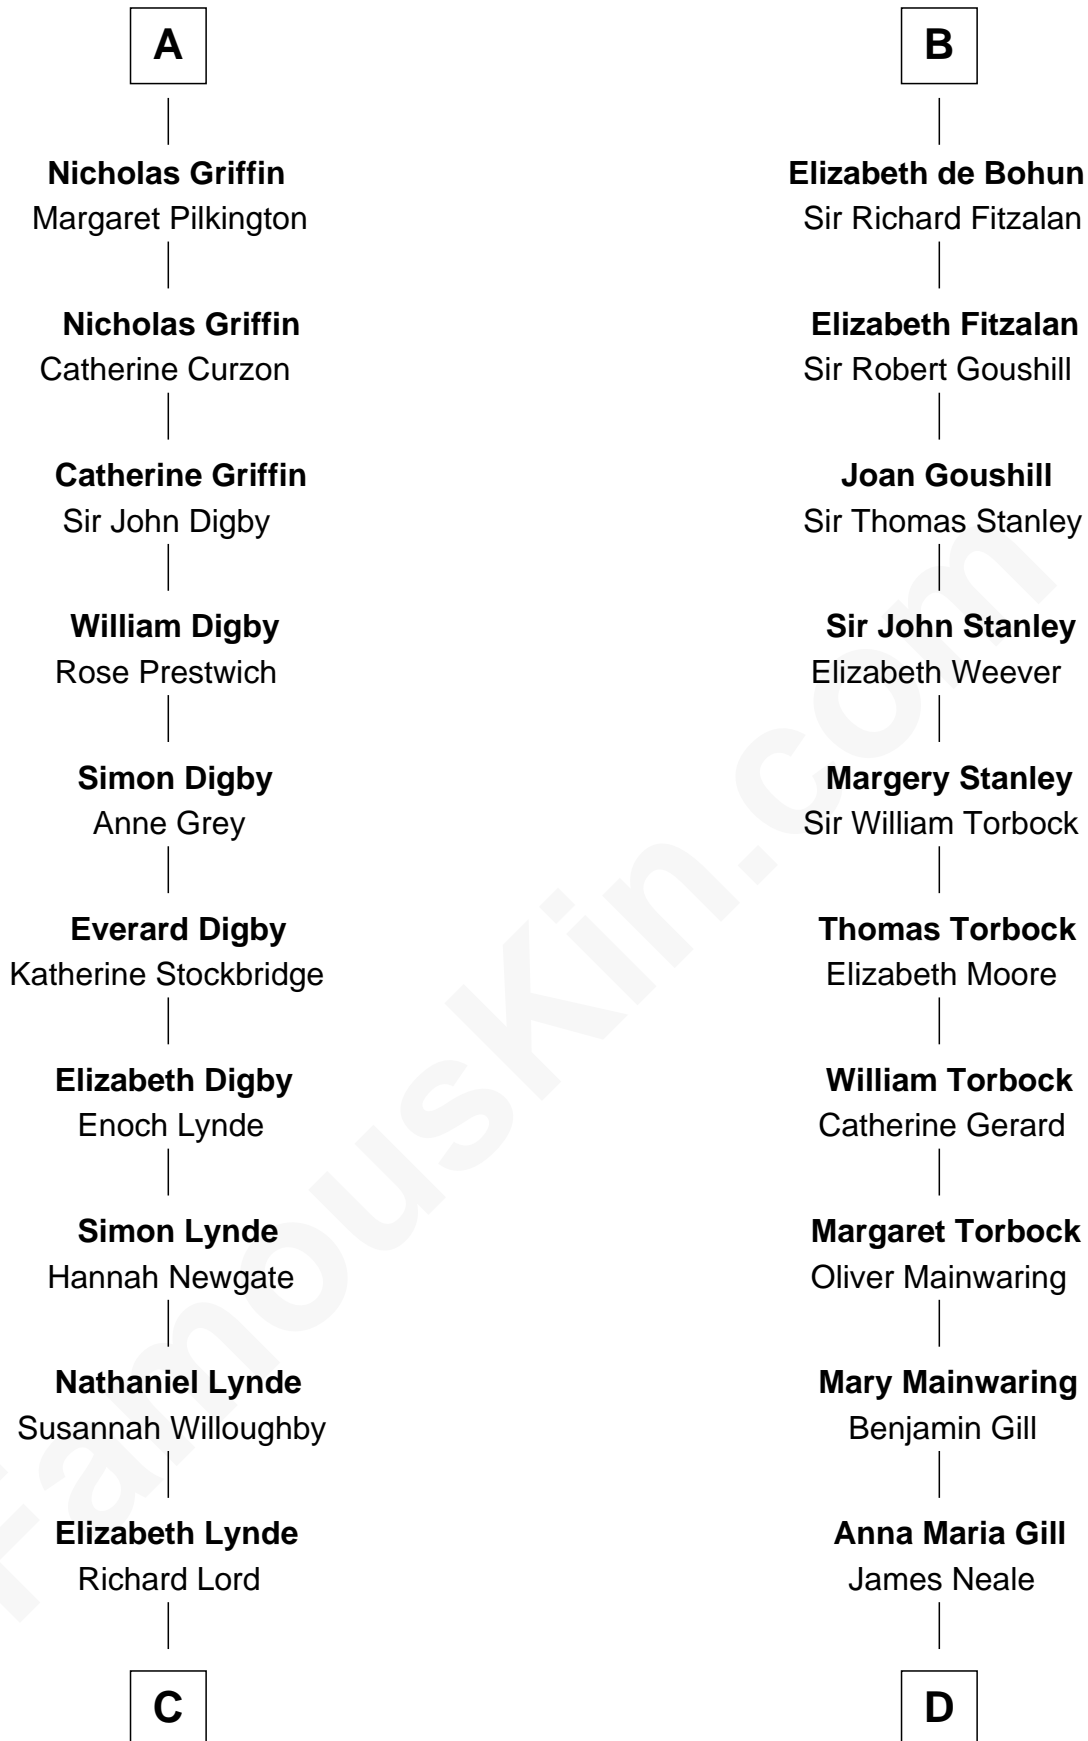 A
Nicholas Griffin
Margaret Pilkington
Nicholas Griffin
Catherine Curzon
Catherine Griffin
Sir John Digby
William Digby
Rose Prestwich
Simon Digby
Anne Grey
Everard Digby
Katherine Stockbridge
Elizabeth Digby
Enoch Lynde
Simon Lynde
Hannah Newgate
Nathaniel Lynde
Susannah Willoughby
Elizabeth Lynde
Richard Lord
C
B
Elizabeth de Bohun
Sir Richard Fitzalan
Elizabeth Fitzalan
Sir Robert Goushill
Joan Goushill
Sir Thomas Stanley
Sir John Stanley
Elizabeth Weever
Margery Stanley
Sir William Torbock
Thomas Torbock
Elizabeth Moore
William Torbock
Catherine Gerard
Margaret Torbock
Oliver Mainwaring
Mary Mainwaring
Benjamin Gill
Anna Maria Gill
James Neale
D
FamousKin.com